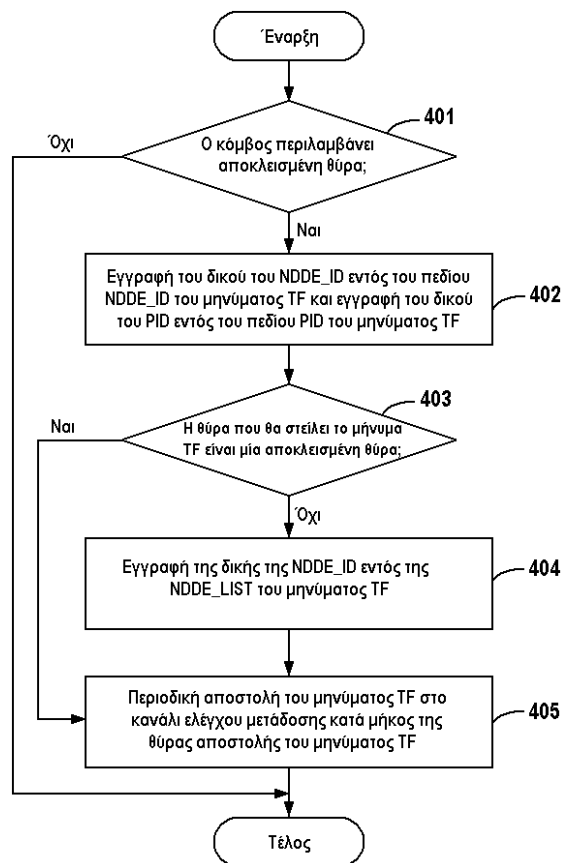 Έναρξη
401
Όχι
Ο κόμβος περιλαμβάνει
αποκλεισμένη θύρα;
Ναι
Εγγραφή του δικού του NDDE_ID εντός του πεδίου
NDDE_ID του μηνύματος TF και εγγραφή του δικού
του PID εντός του πεδίου PID του μηνύματος TF
402
403
Ναι
Η θύρα που θα στείλει το μήνυμα
TF είναι μία αποκλεισμένη θύρα;
Όχι
Εγγραφή της δικής της NDDE_ID εντός της
NDDE_LIST του μηνύματος TF
404
Περιοδική αποστολή του μηνύματος TF στο
κανάλι ελέγχου μετάδοσης κατά μήκος της
θύρας αποστολής του μηνύματος TF
405
Τέλος